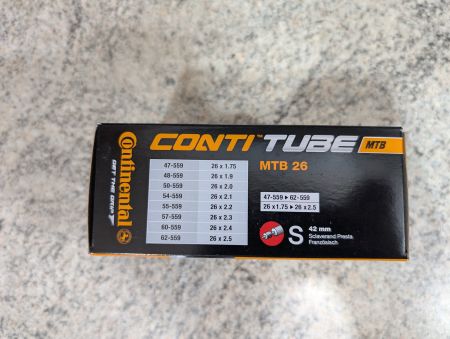 Continental
GET THE GRIP
CONTI™ TUBE MTB
MTB 26
47-559 26 x 1.75
48-559 26 x 1.9
50-559 26 x 2.0
54-559 26 x 2.1
55-559 26 x 2.2
57-559 26 x 2.3
60-559 26 x 2.4
62-559 26 x 2.5
47-559 ▸ 62-559
26 x 1.75 ▸ 26 x 2.5
S
42 mm
Sclaverand Presta
Französisch